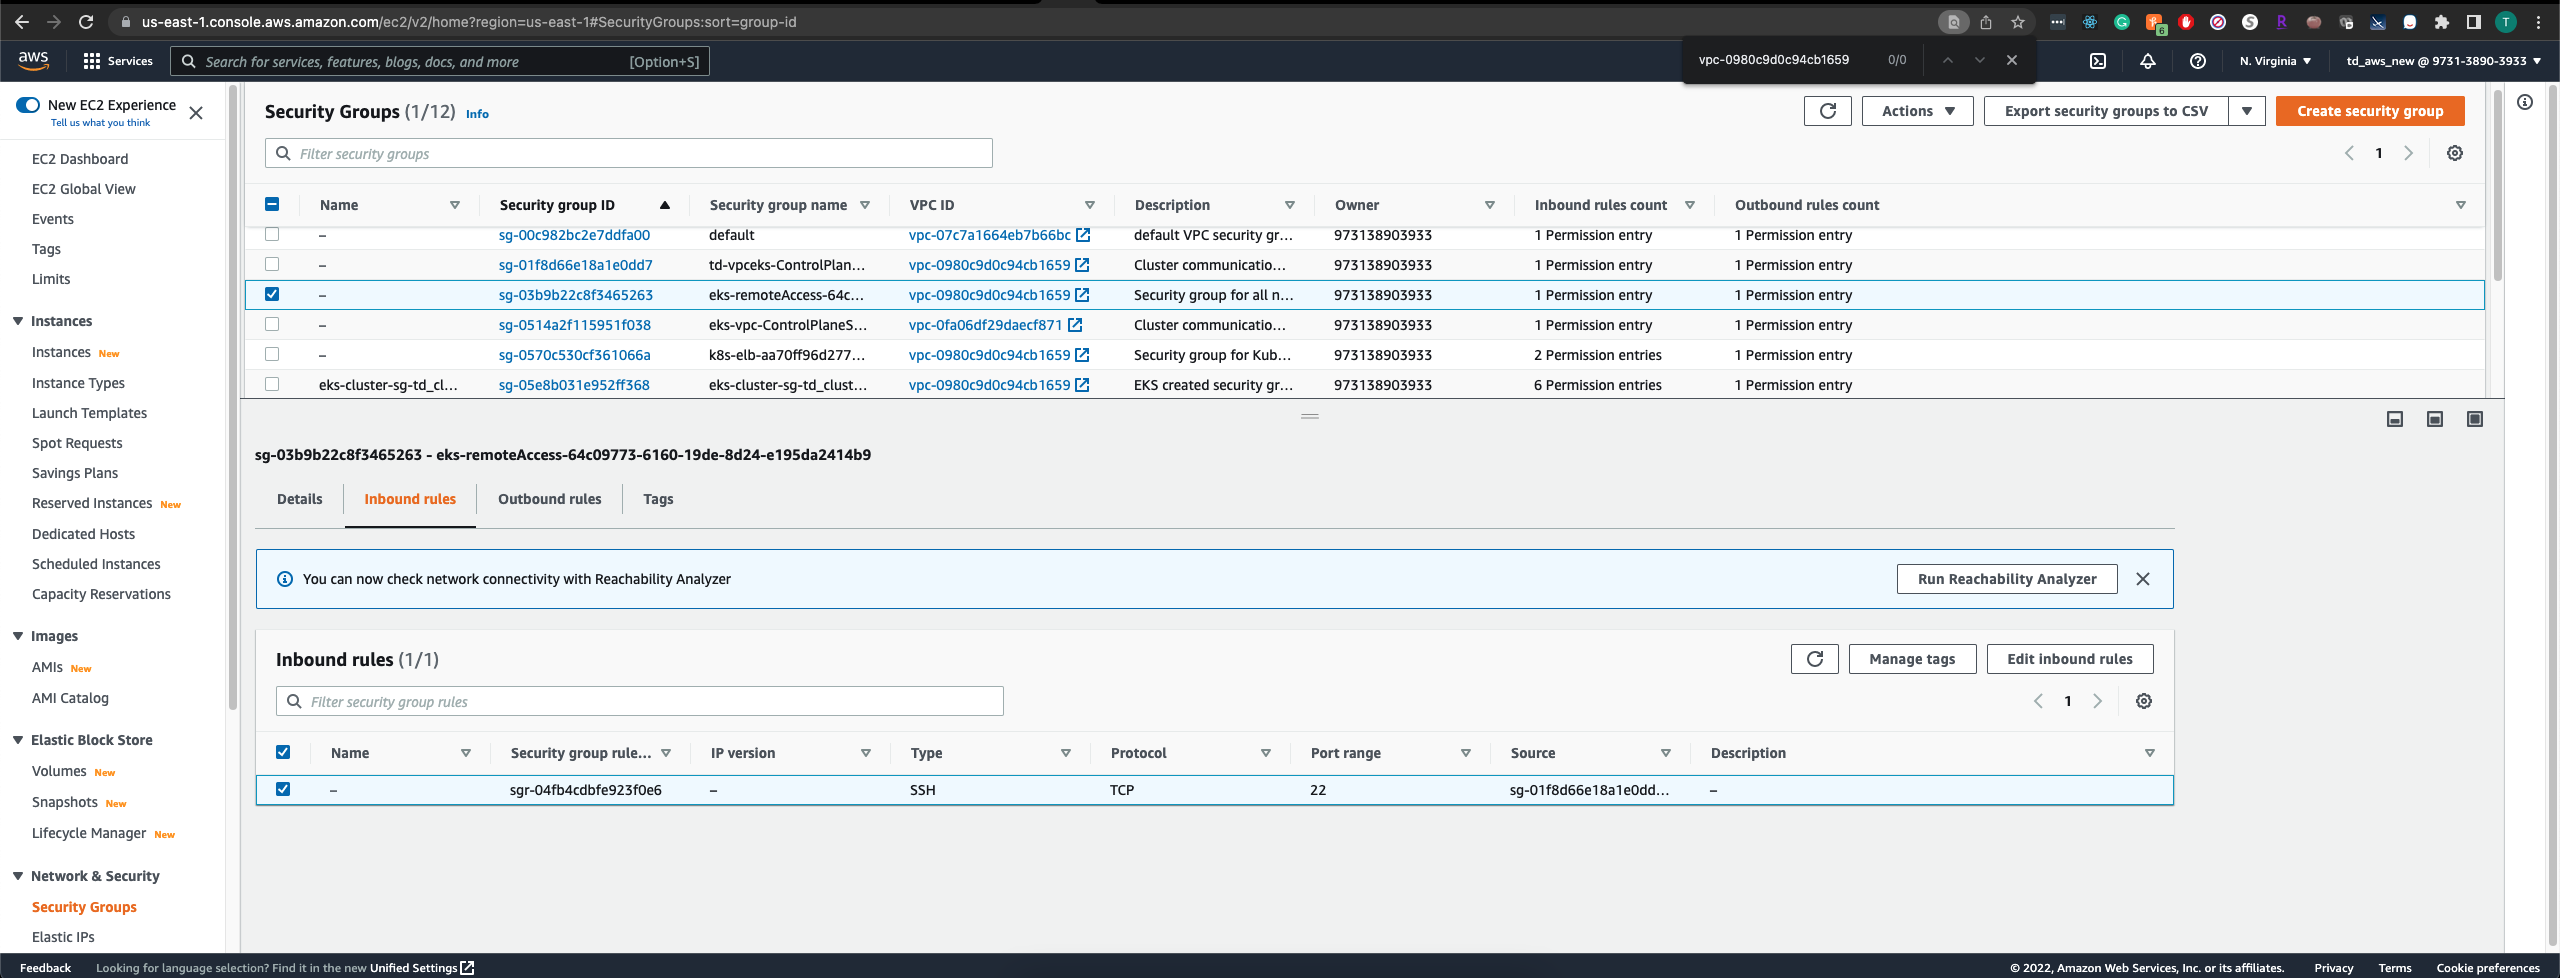 us-east-1.console.aws.amazon.com/ec2/v2/home?region=us-east-1#SecurityGroups:sort=group-id
6
T
aws
Services
Search for services, features, blogs, docs, and more
[Option+S]
vpc-0980c9d0c94cb1659
0/0
N. Virginia
td_aws_new @ 9731-3890-3933
New EC2 Experience
Tell us what you think
EC2 Dashboard
EC2 Global View
Events
Tags
Limits
Instances
Instances New
Instance Types
Launch Templates
Spot Requests
Savings Plans
Reserved Instances New
Dedicated Hosts
Scheduled Instances
Capacity Reservations
Images
AMIs New
AMI Catalog
Elastic Block Store
Volumes New
Snapshots New
Lifecycle Manager New
Network & Security
Security Groups
Elastic IPs
Security Groups (1/12) Info
Actions
Export security groups to CSV
Create security group
Filter security groups
1
Name Security group ID Security group name VPC ID Description Owner Inbound rules count Outbound rules count
– sg-00c982bc2e7ddfa00 default vpc-07c7a1664eb7b66bc default VPC security gr... 973138903933 1 Permission entry 1 Permission entry
– sg-01f8d66e18a1e0dd7 td-vpceks-ControlPlan... vpc-0980c9d0c94cb1659 Cluster communicatio... 973138903933 1 Permission entry 1 Permission entry
– sg-03b9b22c8f3465263 eks-remoteAccess-64c... vpc-0980c9d0c94cb1659 Security group for all n... 973138903933 1 Permission entry 1 Permission entry
– sg-0514a2f115951f038 eks-vpc-ControlPlaneS... vpc-0fa06df29daecf871 Cluster communicatio... 973138903933 1 Permission entry 1 Permission entry
– sg-0570c530cf361066a k8s-elb-aa70ff96d277... vpc-0980c9d0c94cb1659 Security group for Kub... 973138903933 2 Permission entries 1 Permission entry
eks-cluster-sg-td_cl... sg-05e8b031e952ff368 eks-cluster-sg-td_clust... vpc-0980c9d0c94cb1659 EKS created security gr... 973138903933 6 Permission entries 1 Permission entry
sg-03b9b22c8f3465263 - eks-remoteAccess-64c09773-6160-19de-8d24-e195da2414b9
Details
Inbound rules
Outbound rules
Tags
You can now check network connectivity with Reachability Analyzer
Run Reachability Analyzer
Inbound rules (1/1)
Manage tags
Edit inbound rules
Filter security group rules
1
Name Security group rule... IP version Type Protocol Port range Source Description
– sgr-04fb4cdbfe923f0e6 – SSH TCP 22 sg-01f8d66e18a1e0dd... –
Feedback
Looking for language selection? Find it in the new Unified Settings
© 2022, Amazon Web Services, Inc. or its affiliates.
Privacy
Terms
Cookie preferences